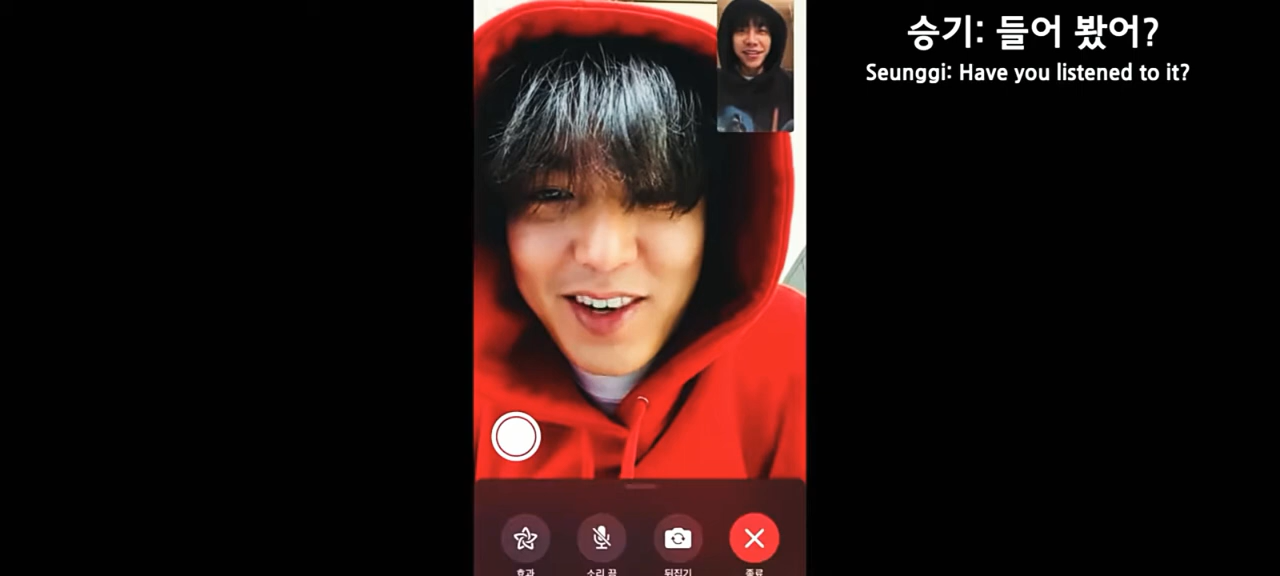 승기: 들어 봤어?
Seunggi: Have you listened to it?
효과
소리 끔
뒤집기
종료